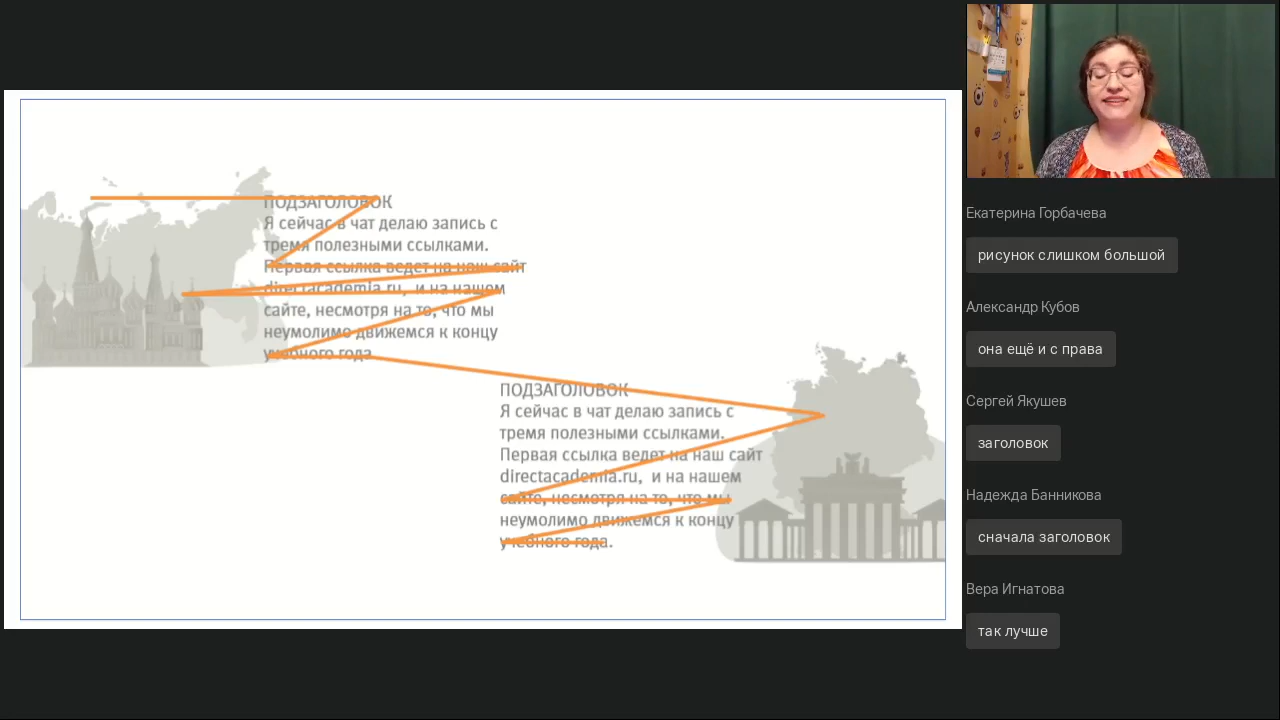 ПОДЗАГОЛОВОК
Я сейчас в чат делаю запись с
тремя полезными ссылками.
Первая ссылка ведет на наш сайт
directacademia.ru, и на нашем
сайте, несмотря на то, что мы
неумолимо движемся к концу
учебного года.
ПОДЗАГОЛОВОК
Я сейчас в чат делаю запись с
тремя полезными ссылками.
Первая ссылка ведет на наш сайт
directacademia.ru, и на нашем
сайте, несмотря на то, что мы
неумолимо движемся к концу
учебного года.
Екатерина Горбачева
рисунок слишком большой
Александр Кубов
она ещё и с права
Сергей Якушев
заголовок
Надежда Банникова
сначала заголовок
Вера Игнатова
так лучше